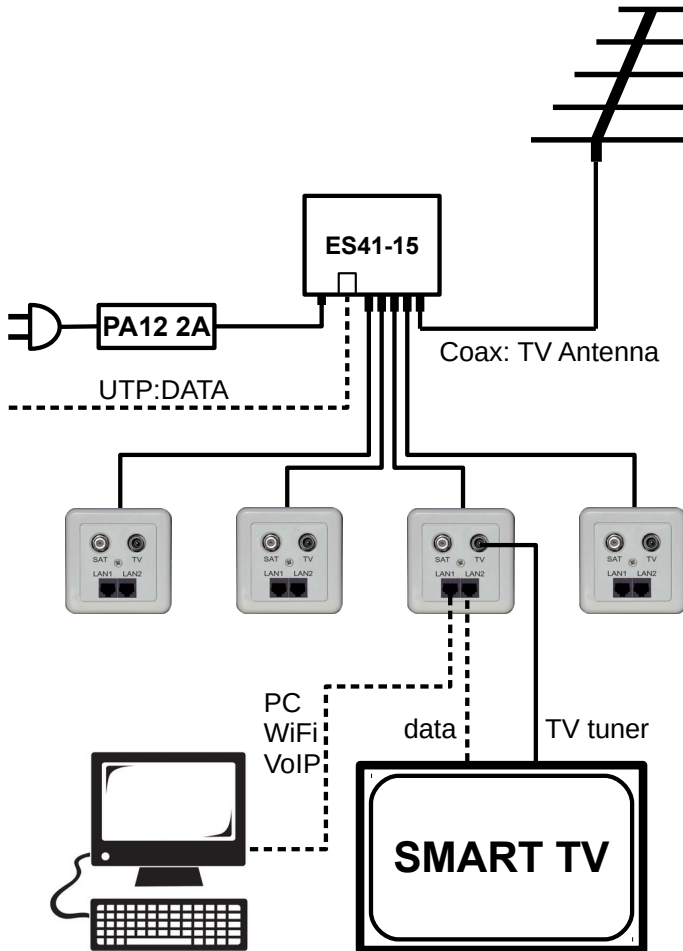 ES41-15
PA12 2A
Coax: TV Antenna
UTP:DATA
SAT TV
LAN1 LAN2
SAT TV
LAN1 LAN2
SAT TV
LAN1 LAN2
SAT TV
LAN1 LAN2
PC
WiFi
VoIP
data
TV tuner
SMART TV